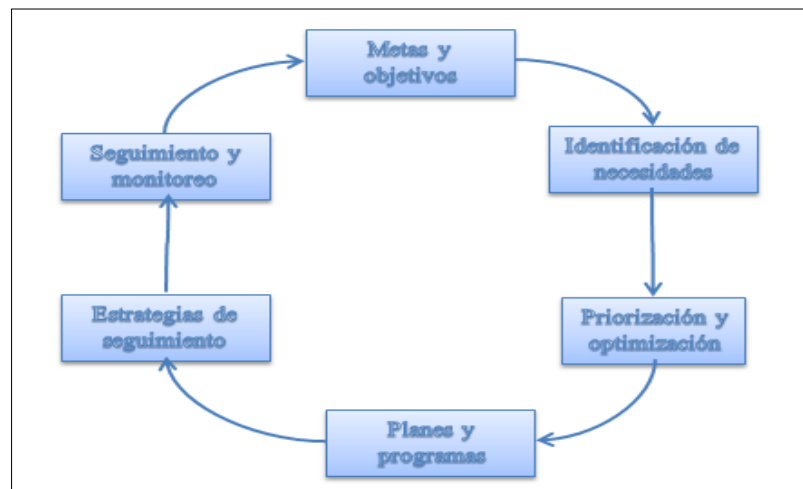 Metas y
objetivos
Identificación de
necesidades
Priorización y
optimización
Planes y
programas
Estrategias de
seguimiento
Seguimiento y
monitoreo